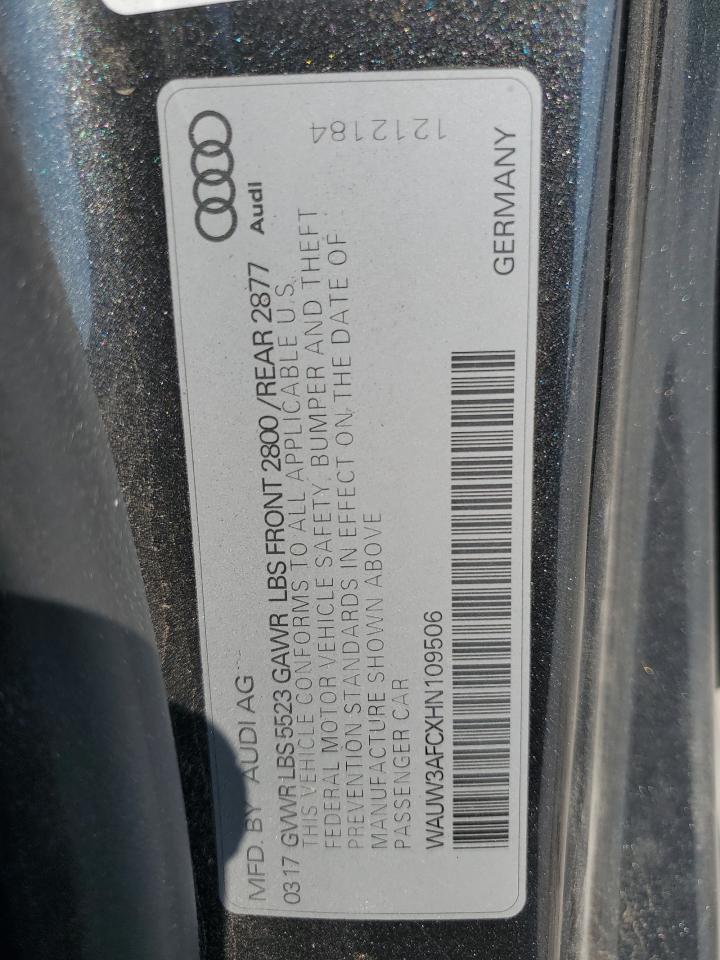 MFD. BY AUDI AG
0317 GVWR LBS 5523 GAWR LBS FRONT 2800 /REAR 2877
THIS VEHICLE CONFORMS TO ALL APPLICABLE U.S.
FEDERAL MOTOR VEHICLE SAFETY, BUMPER AND THEFT
PREVENTION STANDARDS IN EFFECT ON THE DATE OF
MANUFACTURE SHOWN ABOVE
PASSENGER CAR
WAUW3AFCXHN109506
Audi
1212184
GERMANY